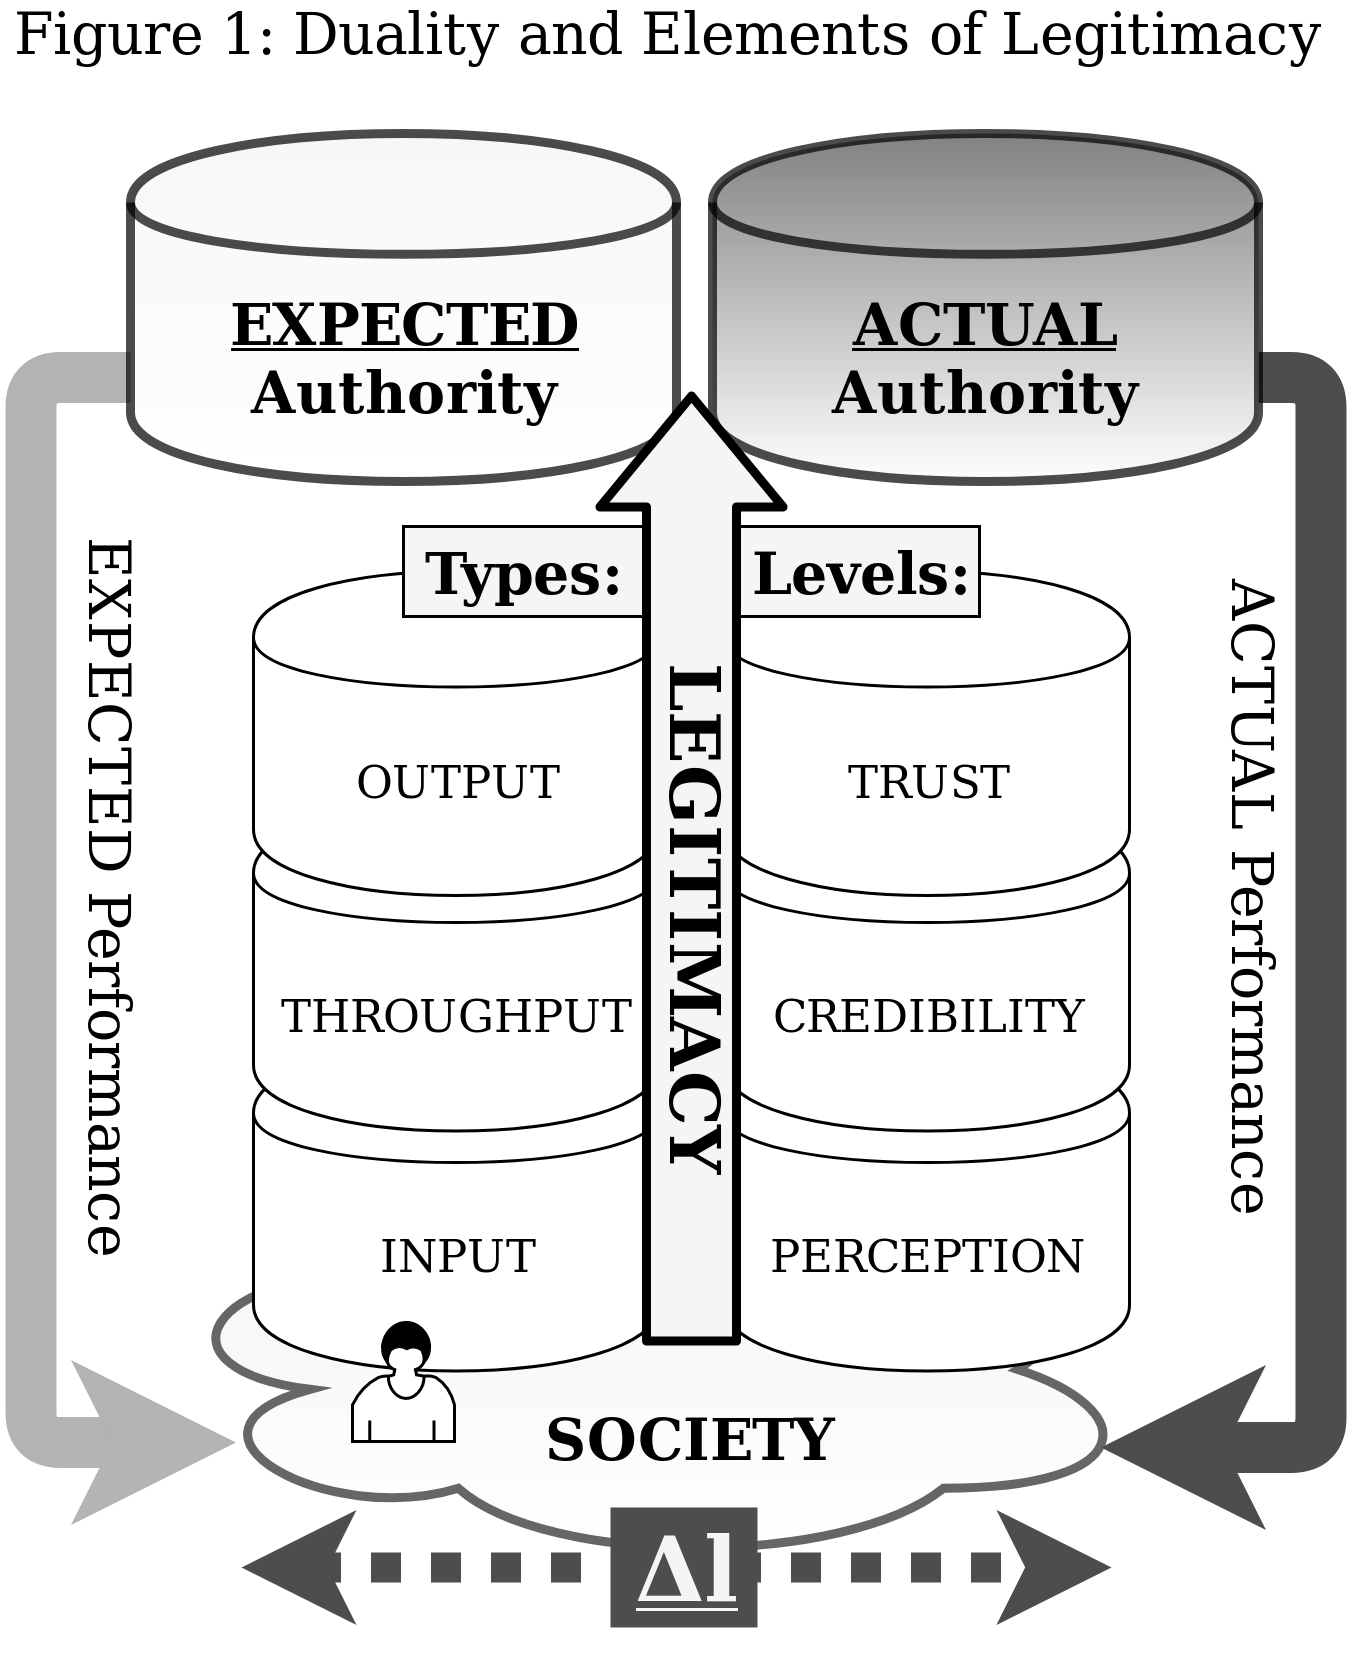 Figure 1: Duality and Elements of Legitimacy
EXPECTED
Authority
ACTUAL
Authority
EXPECTED Performance
Types:
Levels:
ACTUAL Performance
LEGITIMACY
OUTPUT
TRUST
THROUGHPUT
CREDIBILITY
INPUT
PERCEPTION
SOCIETY
Δl